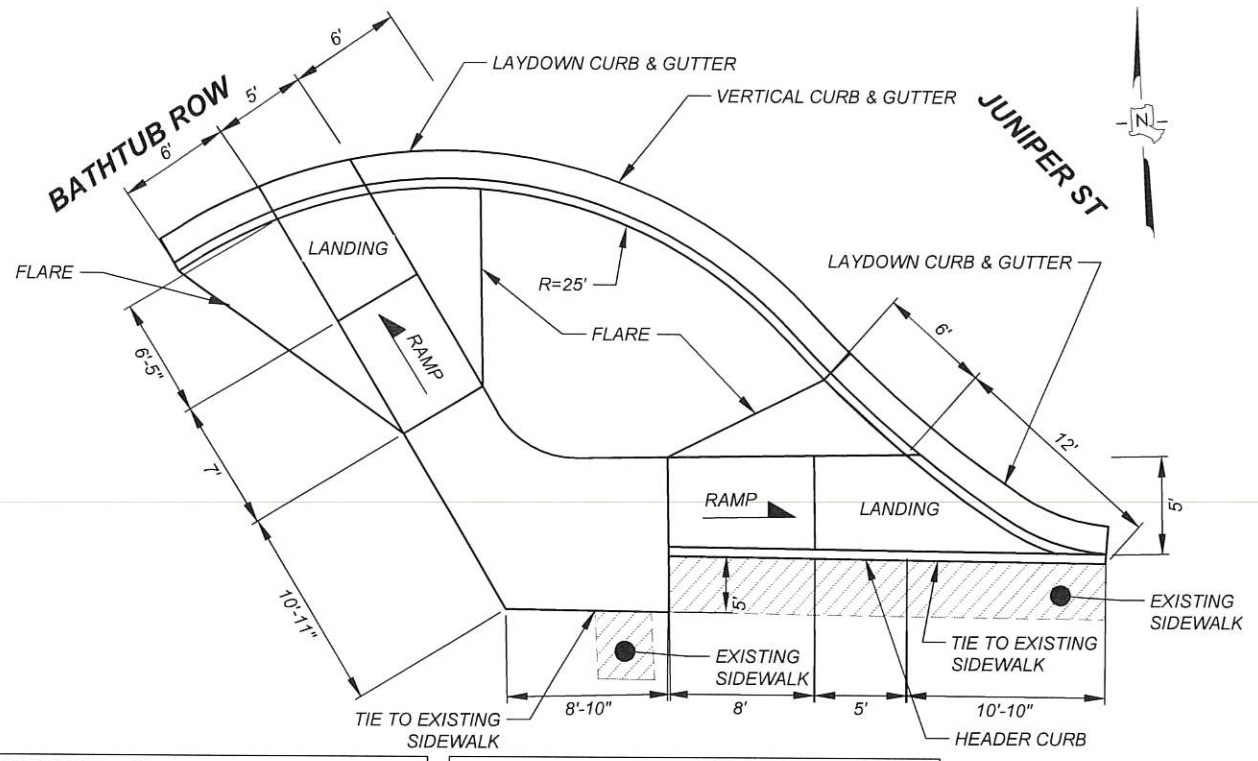 6'
5'
6'
BATHTUB ROW
LAYDOWN CURB & GUTTER
VERTICAL CURB & GUTTER
JUNIPER ST
N
FLARE
LANDING
R=25'
LAYDOWN CURB & GUTTER
FLARE
RAMP
6'
12'
6'-5"
7'
10'-11"
RAMP
LANDING
5'
5'
EXISTING
SIDEWALK
TIE TO EXISTING
SIDEWALK
EXISTING
SIDEWALK
8'-10"
8'
5'
10'-10"
TIE TO EXISTING
SIDEWALK
HEADER CURB